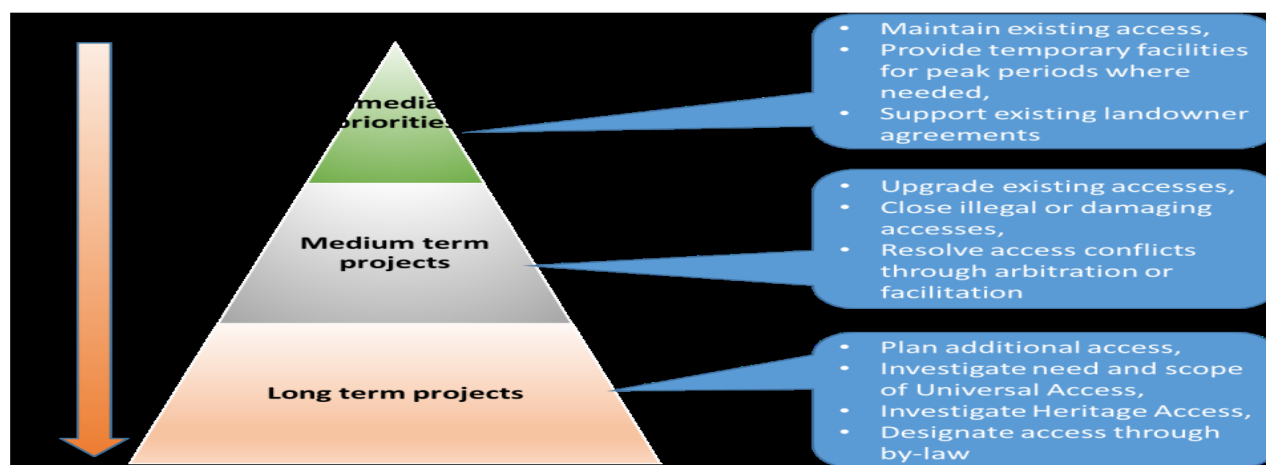 priorities
• Maintain existing access,
• Provide temporary facilities
for peak periods where
needed,
• Support existing landowner
agreements
Medium term
projects
• Upgrade existing accesses,
• Close illegal or damaging
accesses,
• Resolve access conflicts
through arbitration or
facilitation
Long term projects
• Plan additional access,
• Investigate need and scope
of Universal Access,
• Investigate Heritage Access,
• Designate access through
by-law